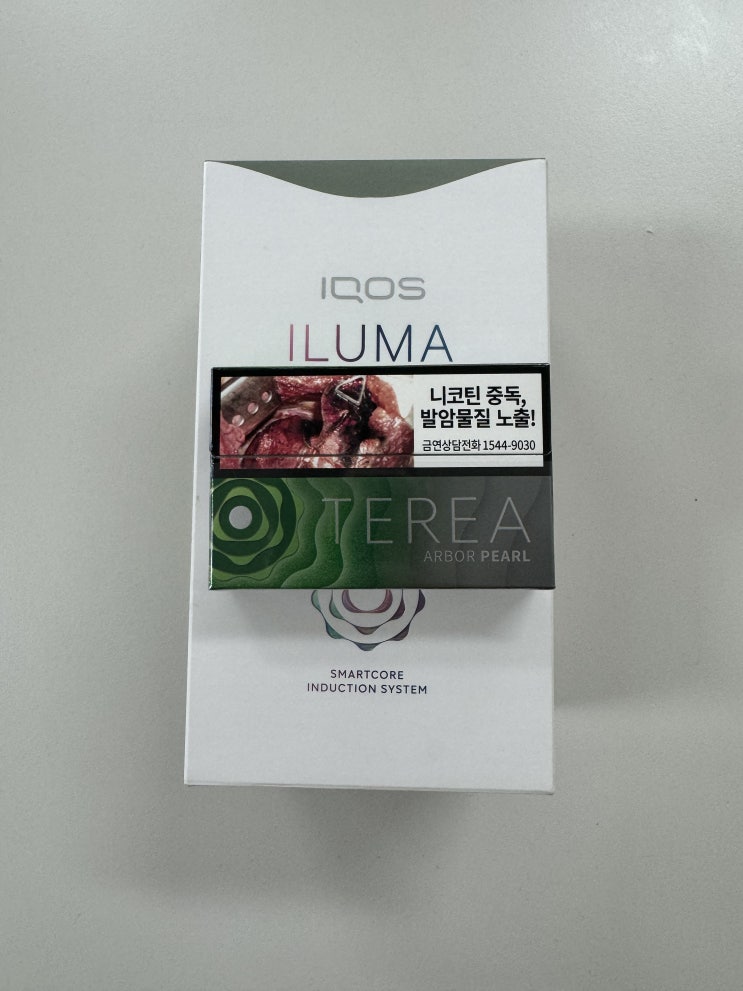 IQOS
ILUMA
니코틴 중독,
발암물질 노출!
금연상담전화 1544-9030
TEREA
ARBOR PEARL
SMARTCORE
INDUCTION SYSTEM